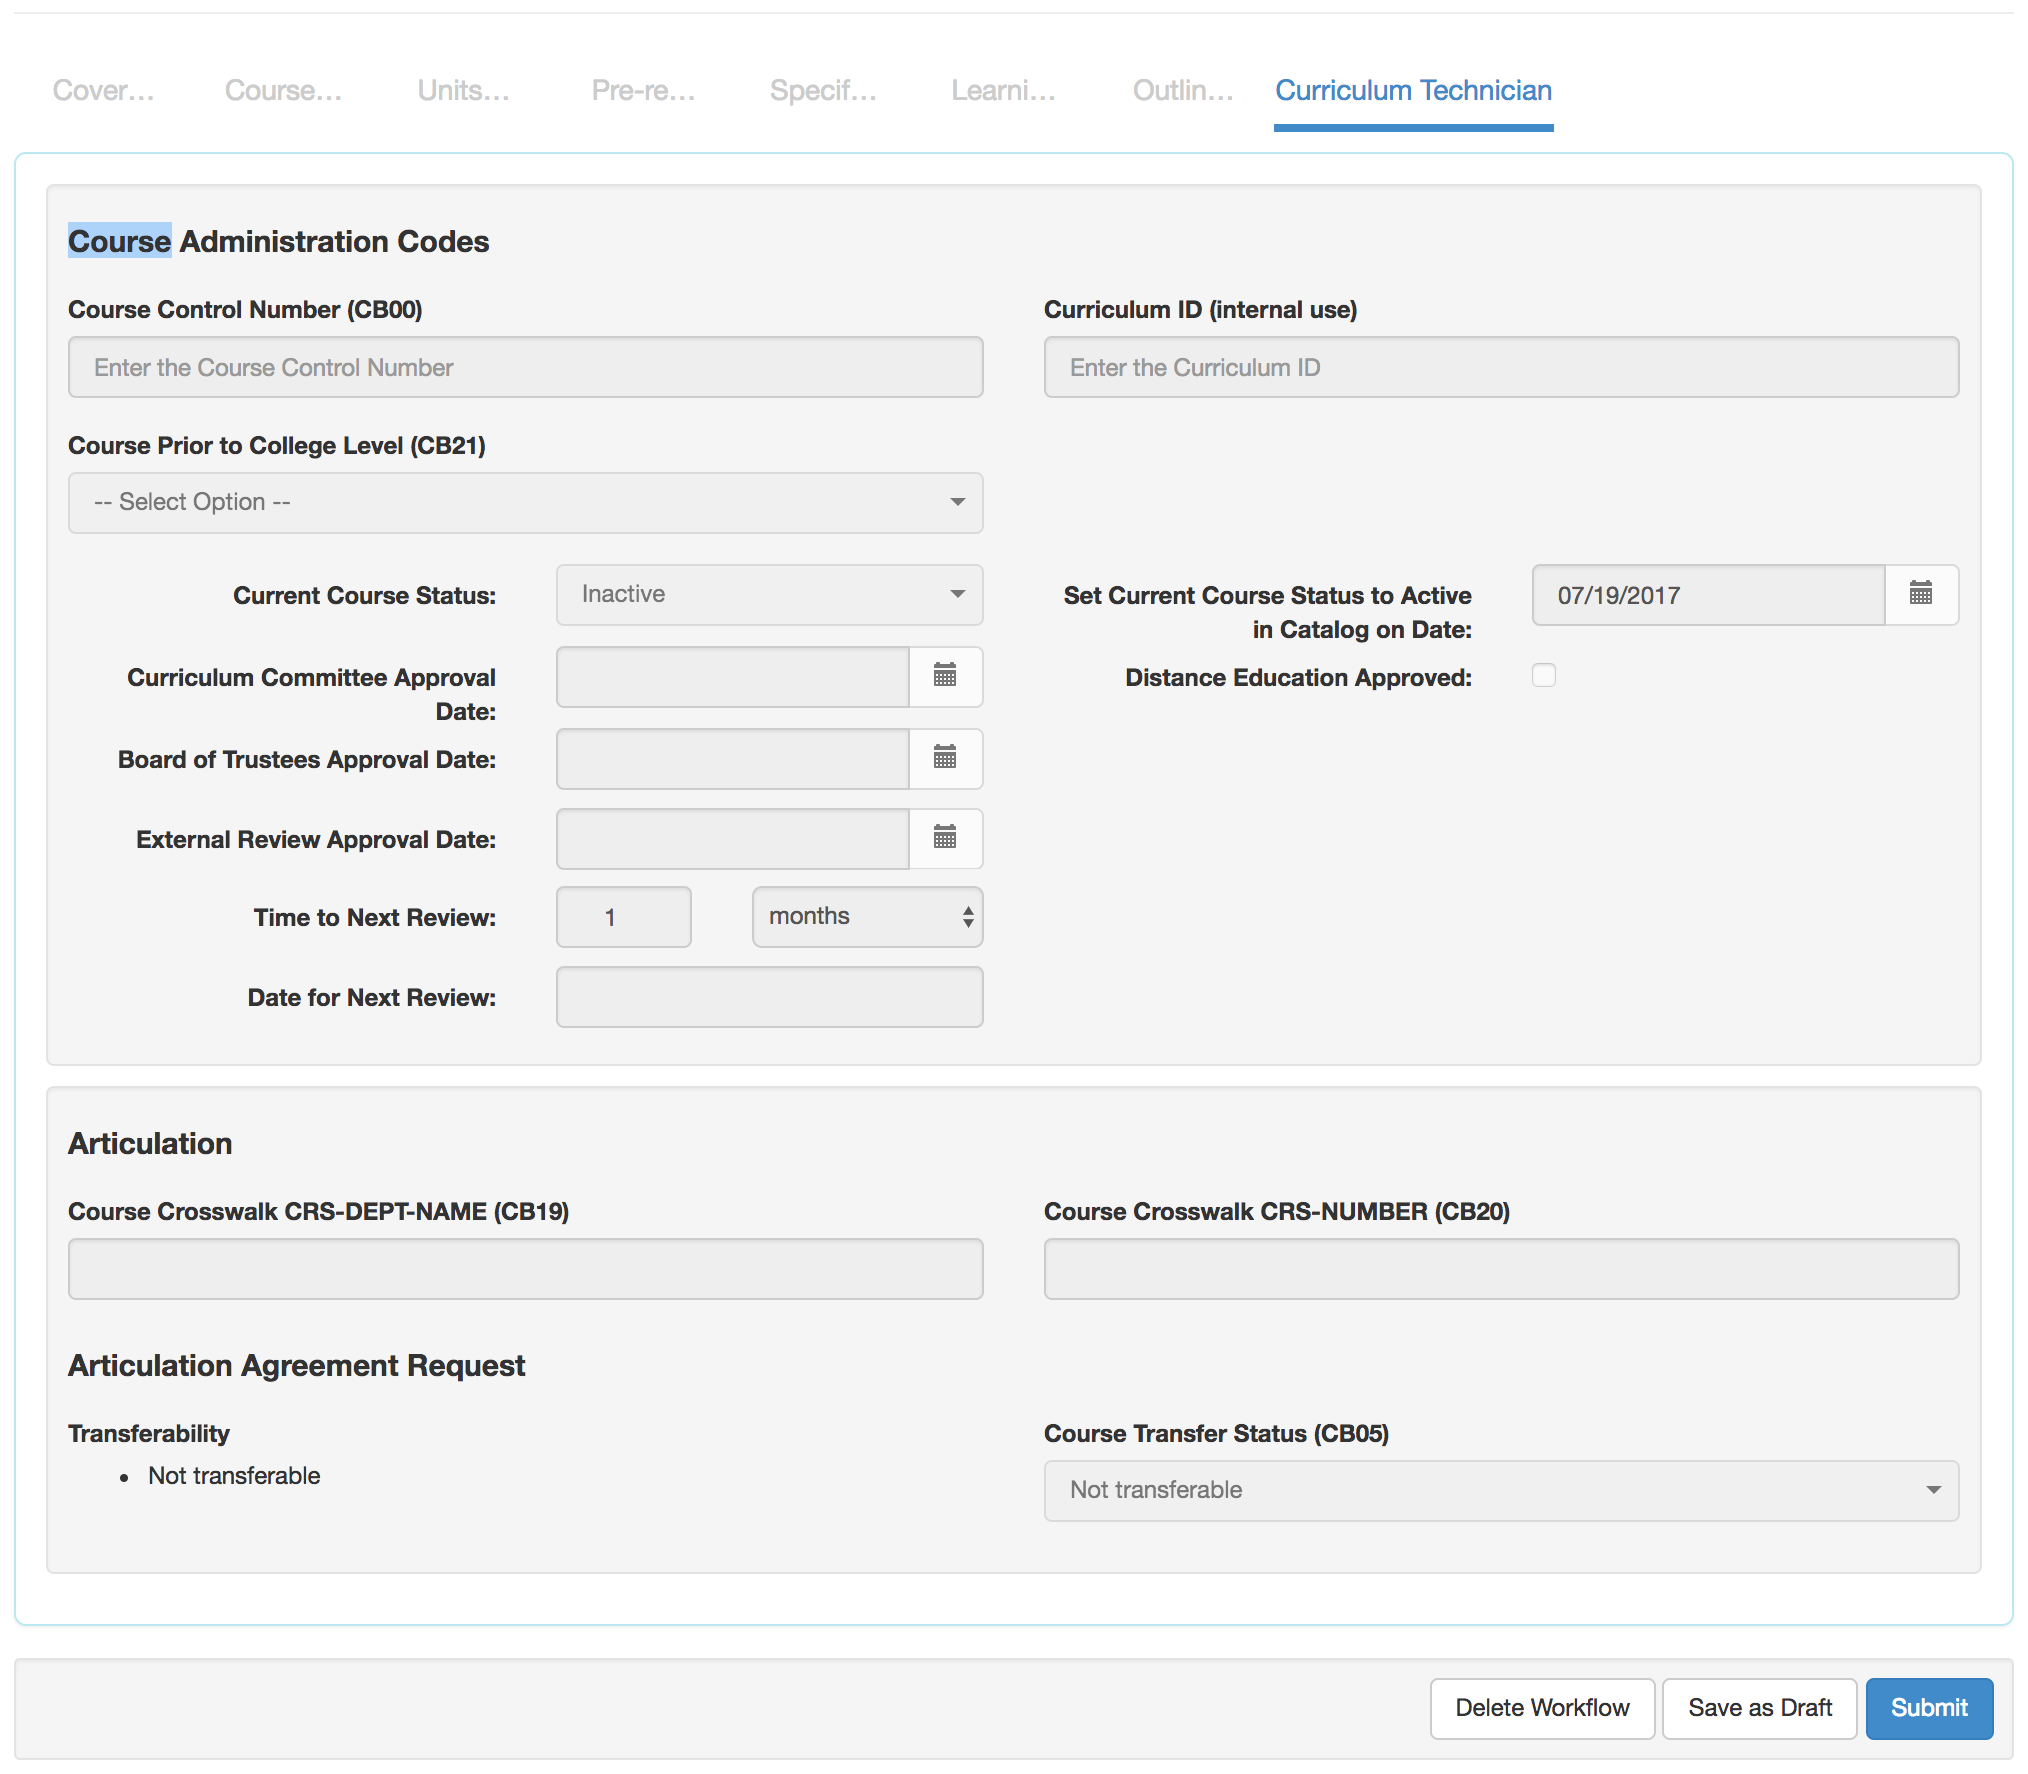 Cover... Course... Units... Pre-re... Specif... Learni... Outlin... Curriculum Technician
Course Administration Codes
Course Control Number (CB00)
Curriculum ID (internal use)
Enter the Course Control Number
Enter the Curriculum ID
Course Prior to College Level (CB21)
-- Select Option --
Current Course Status:
Inactive
Set Current Course Status to Active
in Catalog on Date:
07/19/2017
Curriculum Committee Approval
Date:
Distance Education Approved:
Board of Trustees Approval Date:
External Review Approval Date:
Time to Next Review:
1
months
Date for Next Review:
Articulation
Course Crosswalk CRS-DEPT-NAME (CB19)
Course Crosswalk CRS-NUMBER (CB20)
Articulation Agreement Request
Transferability
• Not transferable
Course Transfer Status (CB05)
Not transferable
Delete Workflow
Save as Draft
Submit